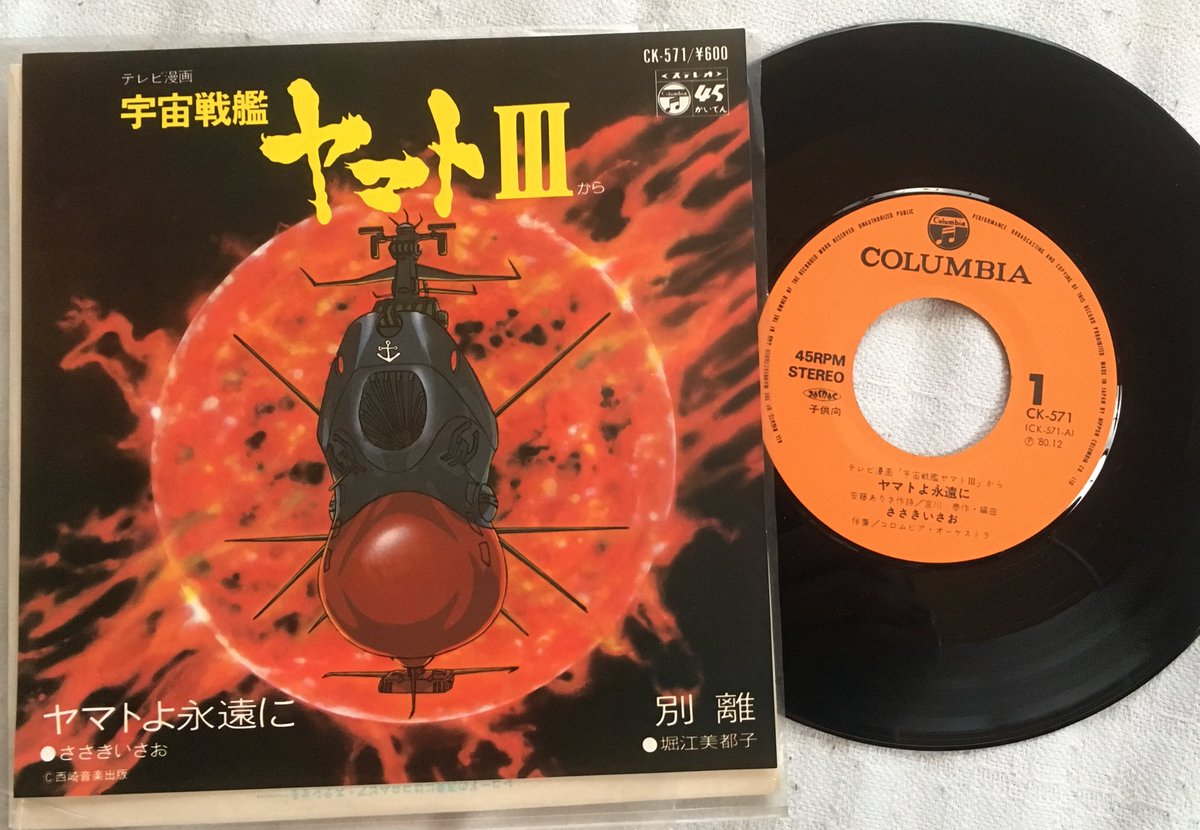 テレビ漫画
宇宙戦艦
ヤマトIII
から
CK-571/¥600
<ステレオ>
Columbia
45
かいてん
ヤマトよ永遠に
●ささきいさお
©西崎音楽出版
別離
●堀江美都子
Columbia
COLUMBIA
45RPM
STEREO
子供向
1
CK-571
(CK-571-A)
Ⓟ '80.12
テレビ漫画「宇宙戦艦ヤマトIII」から
ヤマトよ永遠に
安藤ありさ作詩/宮川 泰作・編曲
ささきいさお
伴奏/コロムビア・オーケストラ